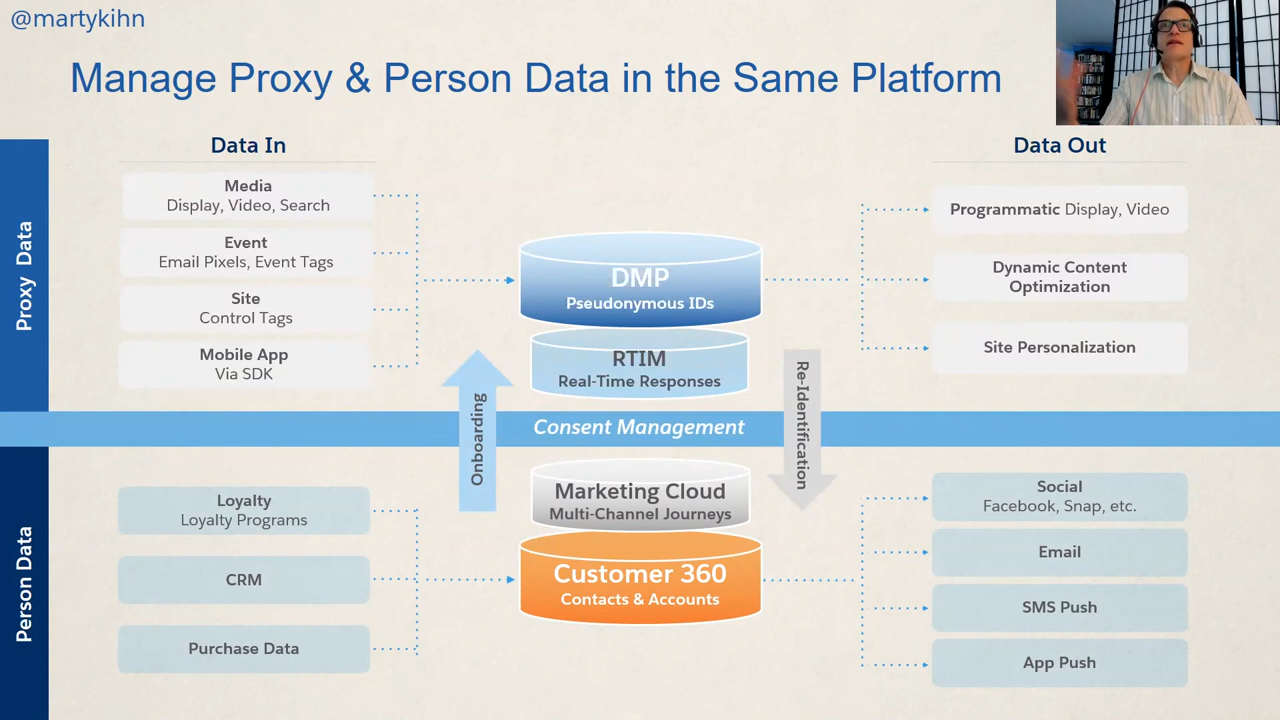 @martykihn
Manage Proxy & Person Data in the Same Platform
Proxy Data
Data In
Media
Display, Video, Search
Event
Email Pixels, Event Tags
Site
Control Tags
Mobile App
Via SDK
DMP
Pseudonymous IDs
RTIM
Real-Time Responses
Data Out
Programmatic Display, Video
Dynamic Content
Optimization
Site Personalization
Onboarding
Consent Management
Re-Identification
Person Data
Loyalty
Loyalty Programs
CRM
Purchase Data
Marketing Cloud
Multi-Channel Journeys
Customer 360
Contacts & Accounts
Social
Facebook, Snap, etc.
Email
SMS Push
App Push